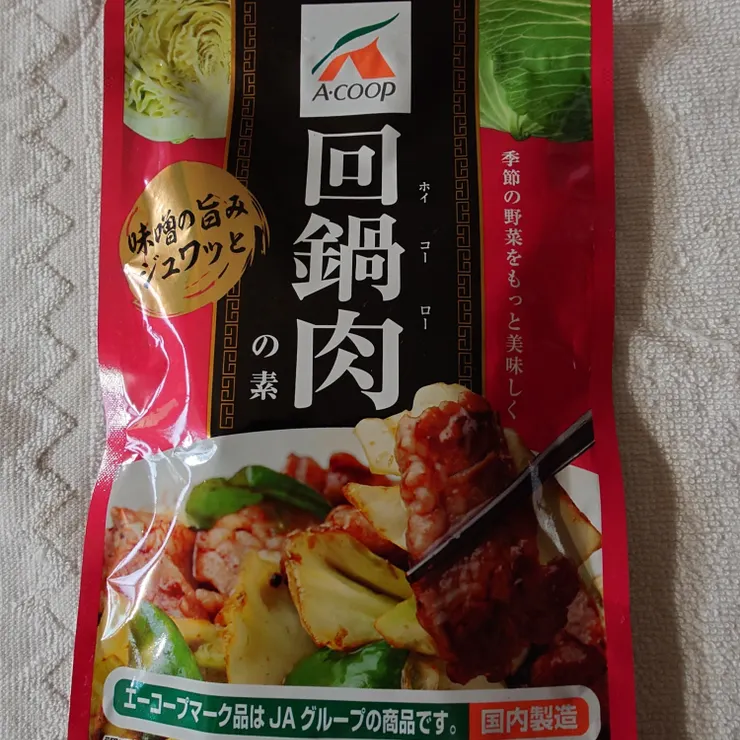 A·COOP
回鍋肉
ホイ コー ロー
の素
味噌の旨み
ジュワッと
季節の野菜をもっと美味しく
エーコープマーク品はJAグループの商品です。
国内製造